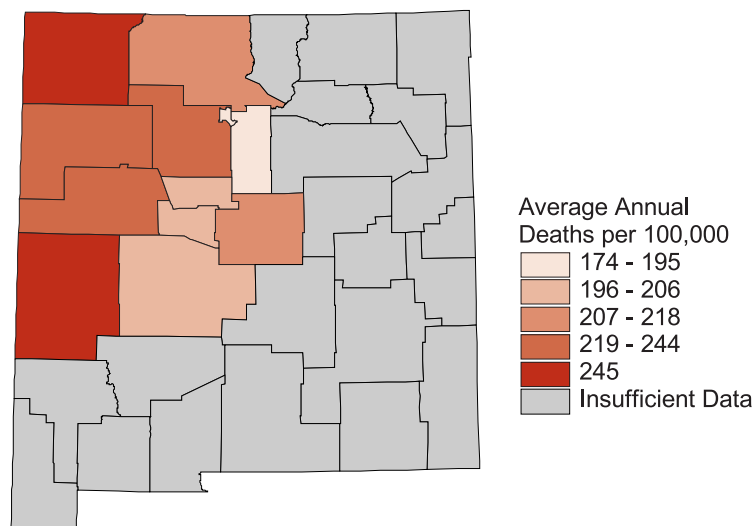 Average Annual
Deaths per 100,000
174 - 195
196 - 206
207 - 218
219 - 244
245
Insufficient Data